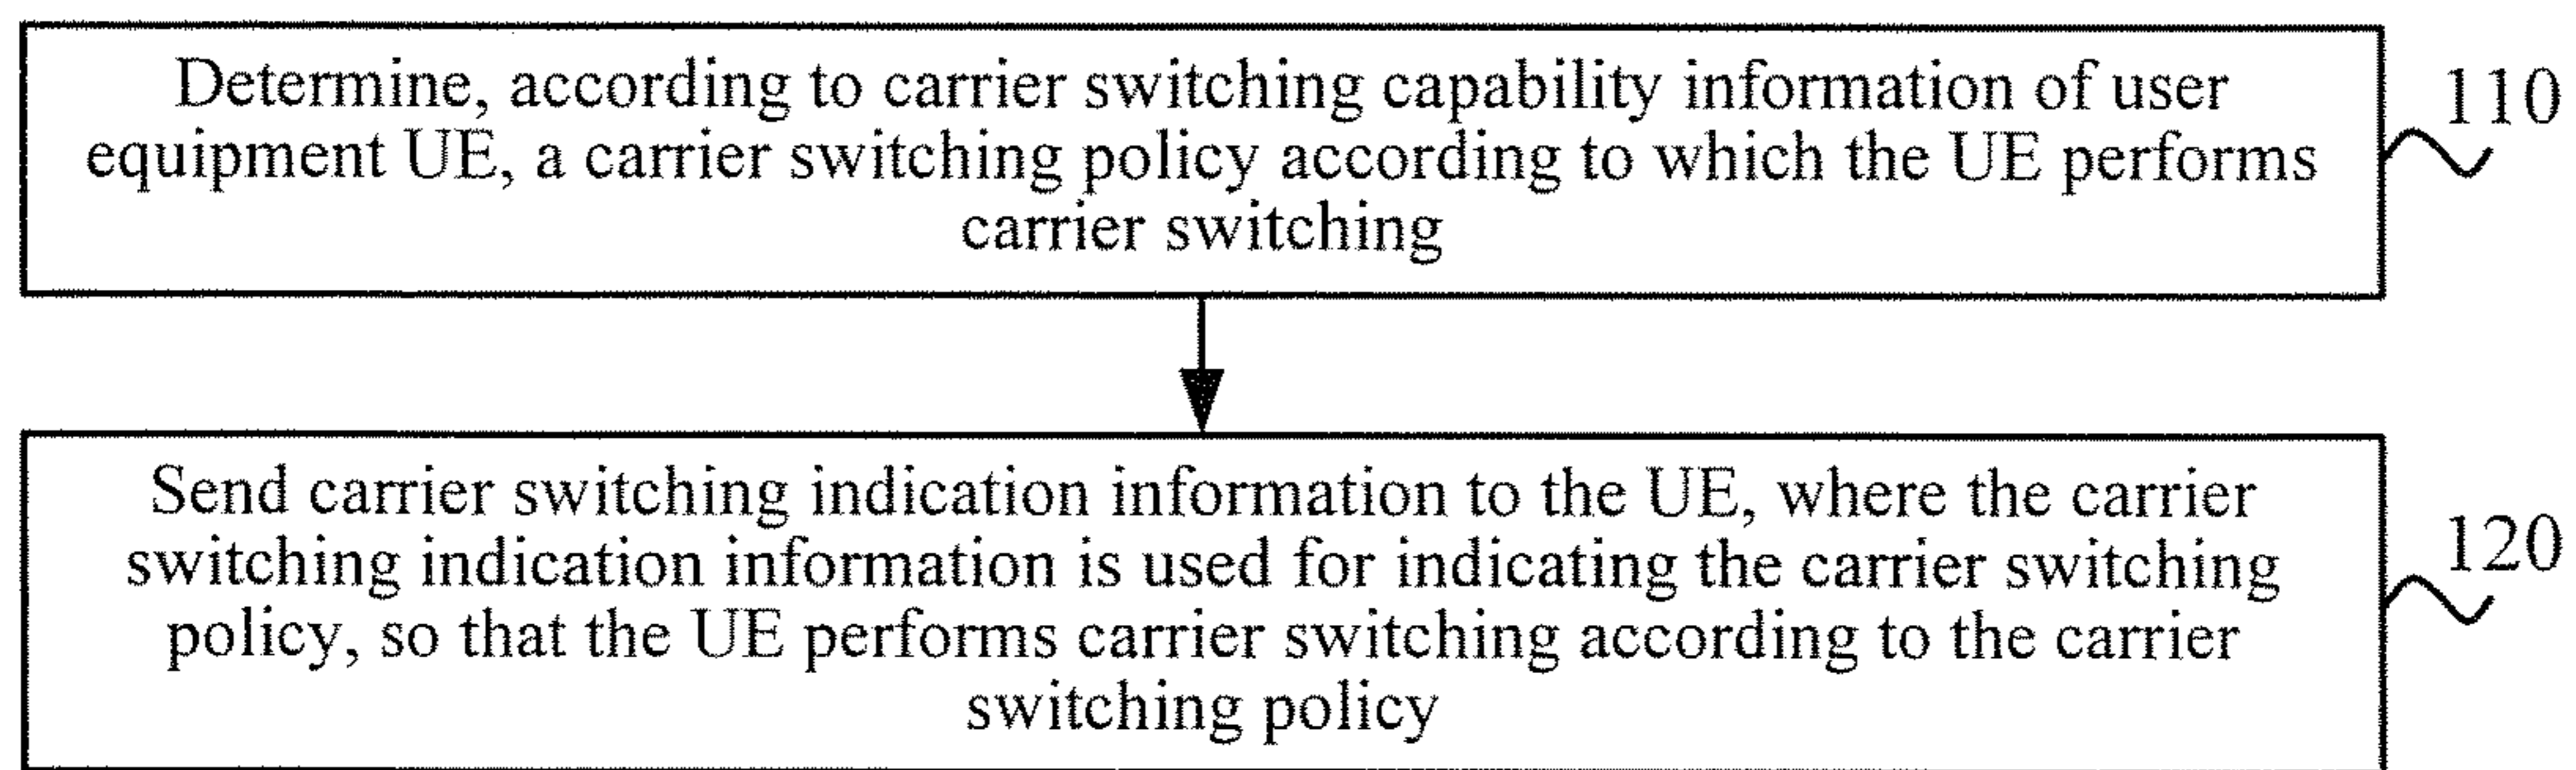 Determine, according to carrier switching capability information of user
equipment UE, a carrier switching policy according to which the UE performs
carrier switching
110
Send carrier switching indication information to the UE, where the carrier
switching indication information is used for indicating the carrier switching
policy, so that the UE performs carrier switching according to the carrier
switching policy
120